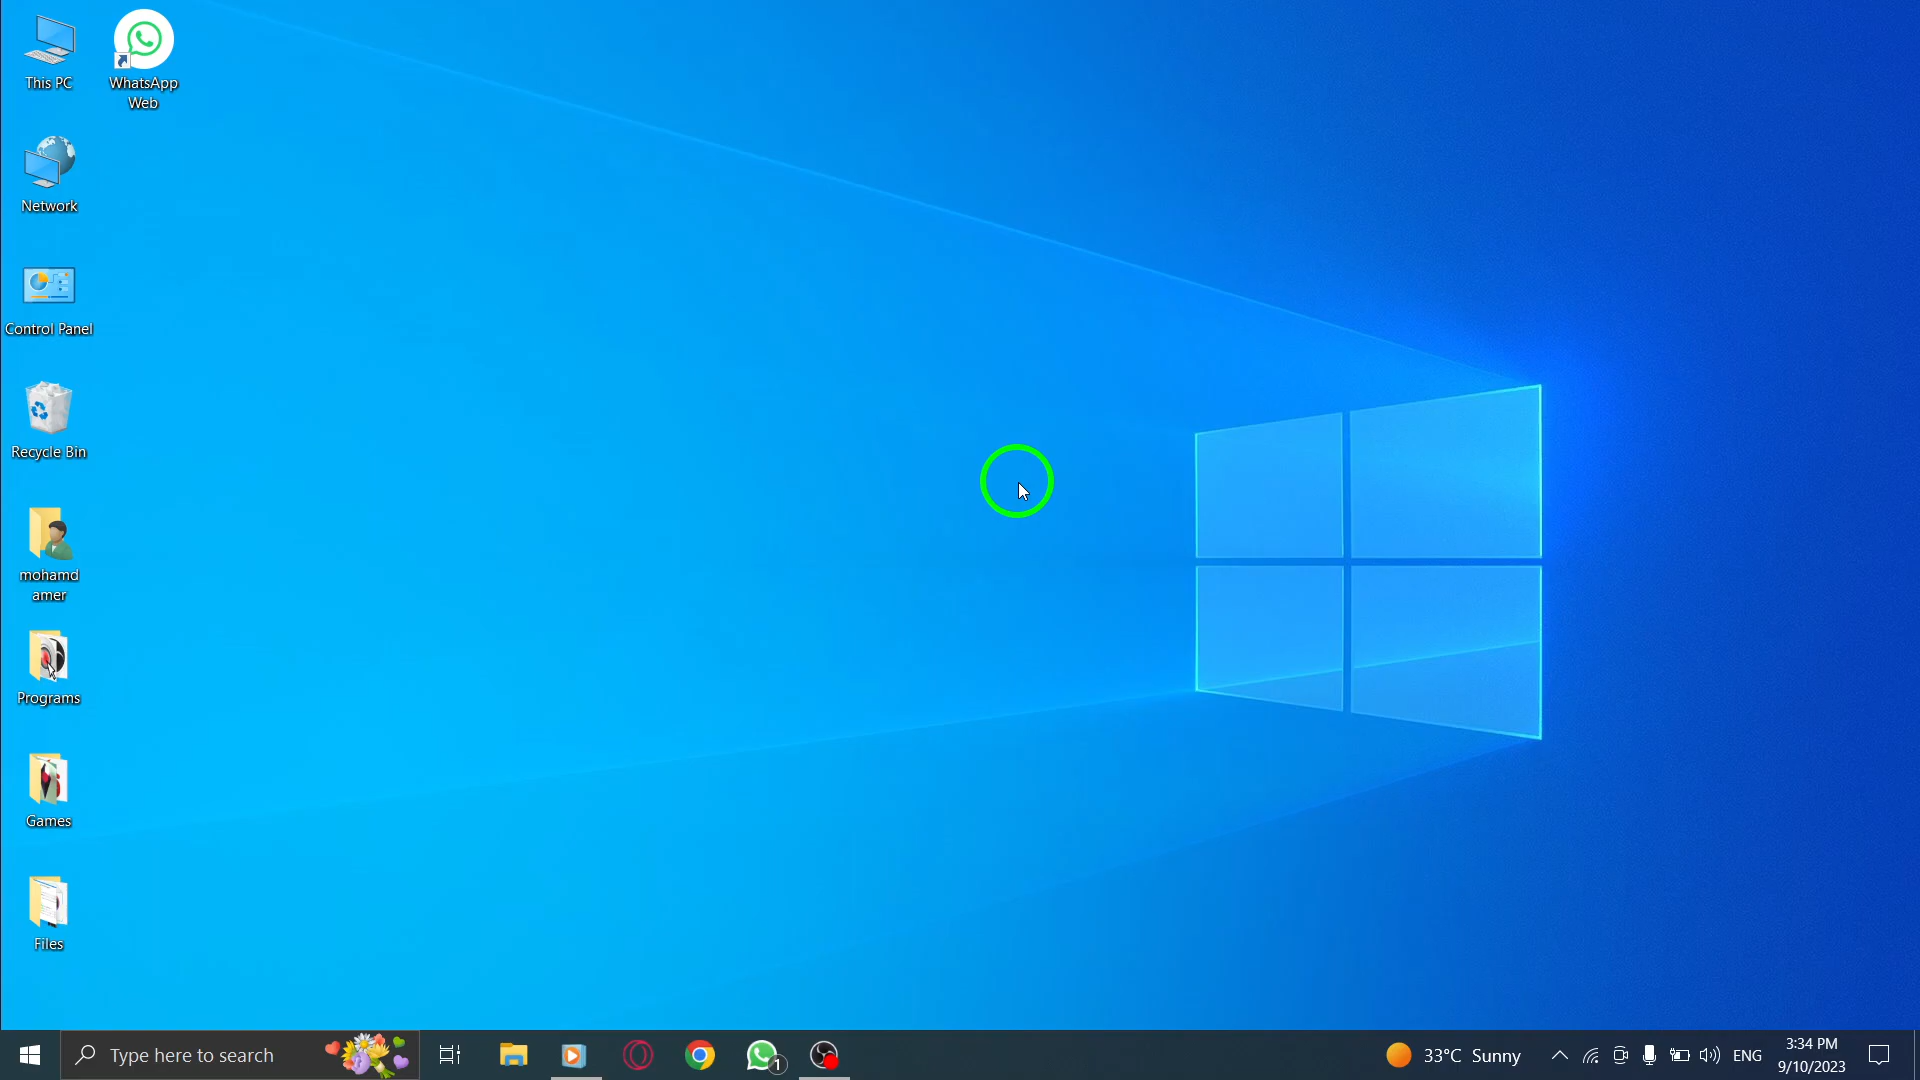 This PC
WhatsApp
Web
Network
Control Panel
Recycle Bin
mohamd
amer
Programs
Games
Files
Type here to search
1
33°C Sunny
ENG
3:34 PM
9/10/2023